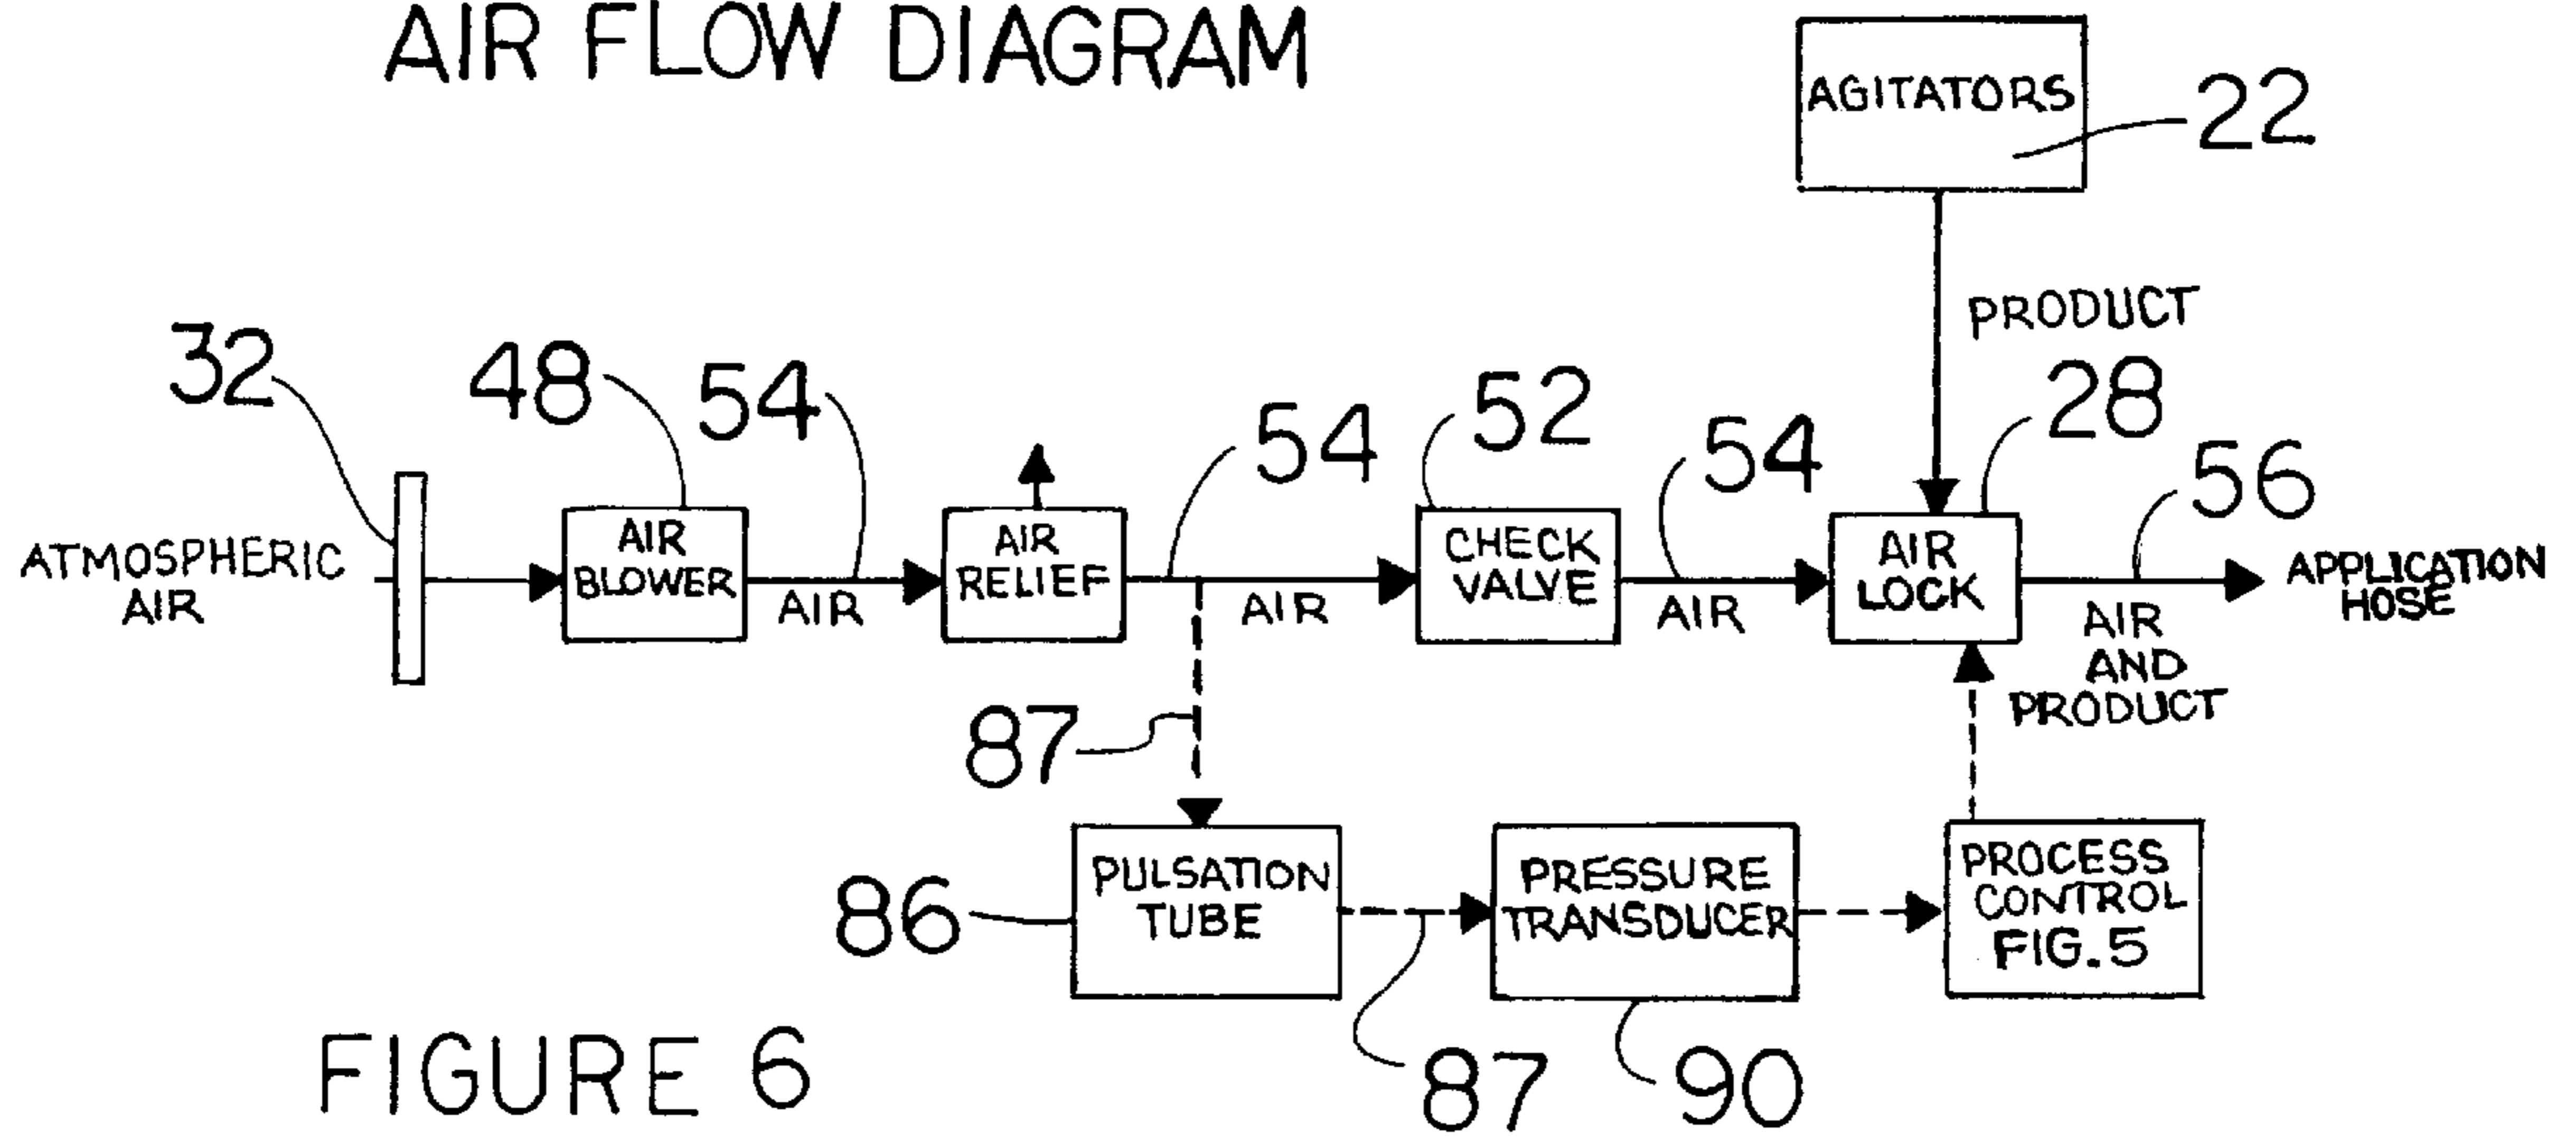 AIR FLOW DIAGRAM
AGITATORS
22
PRODUCT
32
48
54
54
52
54
28
56
ATMOSPHERIC
AIR
AIR
BLOWER
AIR
AIR
RELIEF
AIR
CHECK
VALVE
AIR
AIR
LOCK
AIR
AND
PRODUCT
APPLICATION
HOSE
87
86
PULSATION
TUBE
87
PRESSURE
TRANSDUCER
90
PROCESS
CONTROL
FIG. 5
FIGURE 6